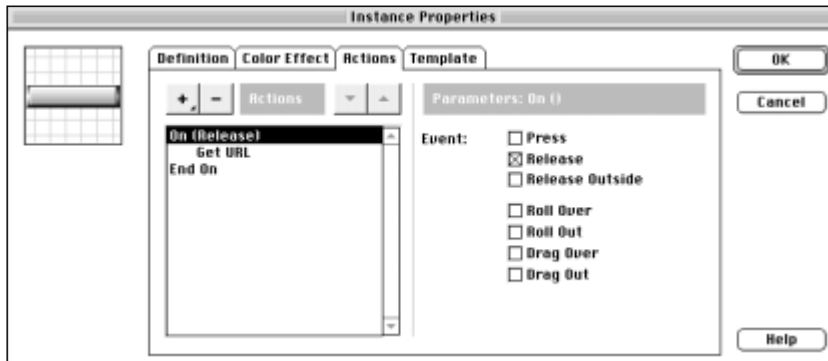 Instance Properties
Definition Color Effect Actions Template
OK
Cancel
+ - Actions
Parameters: On ()
On (Release)
Get URL
End On
Event:
Press
Release
Release Outside
Roll Over
Roll Out
Drag Over
Drag Out
Help